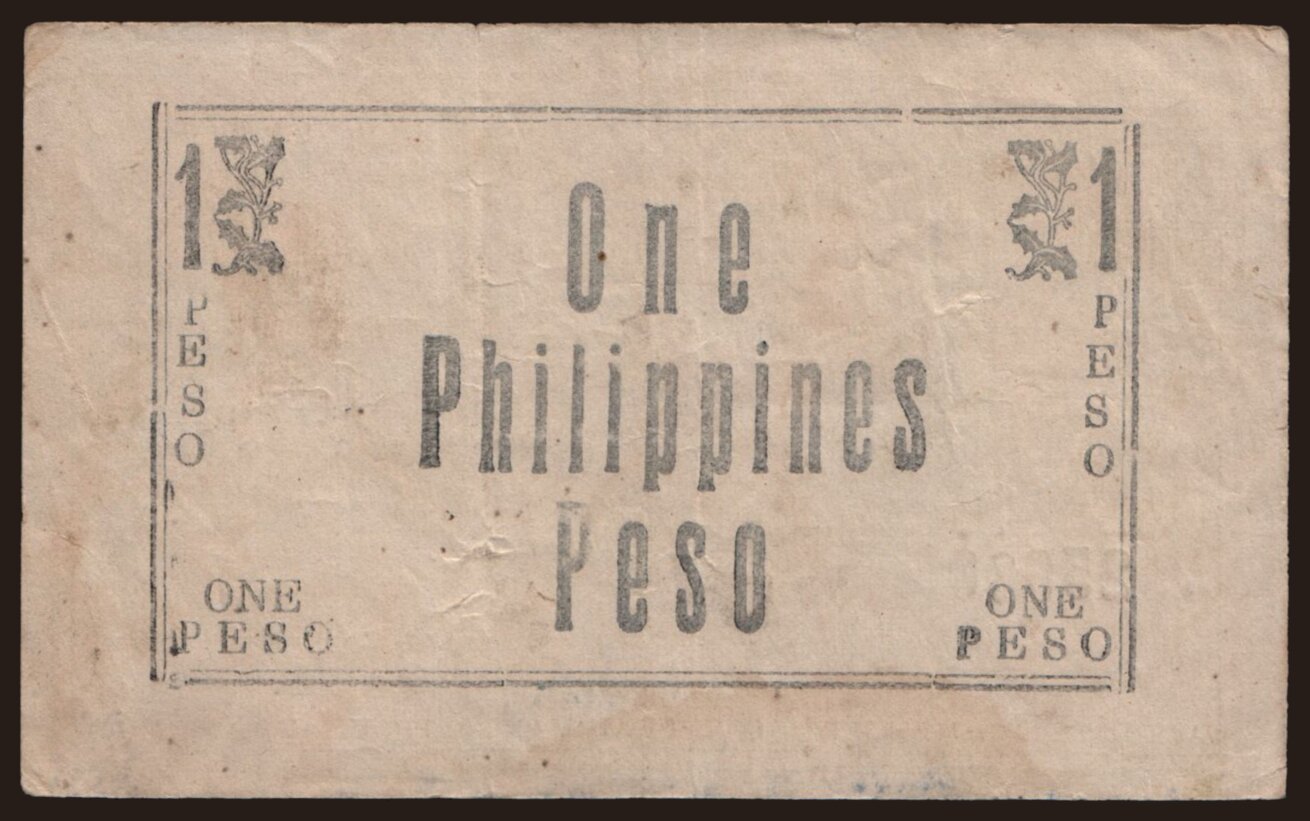 1 1
One
PESO PESO
Philippines
Peso
ONE ONE
PESO PESO